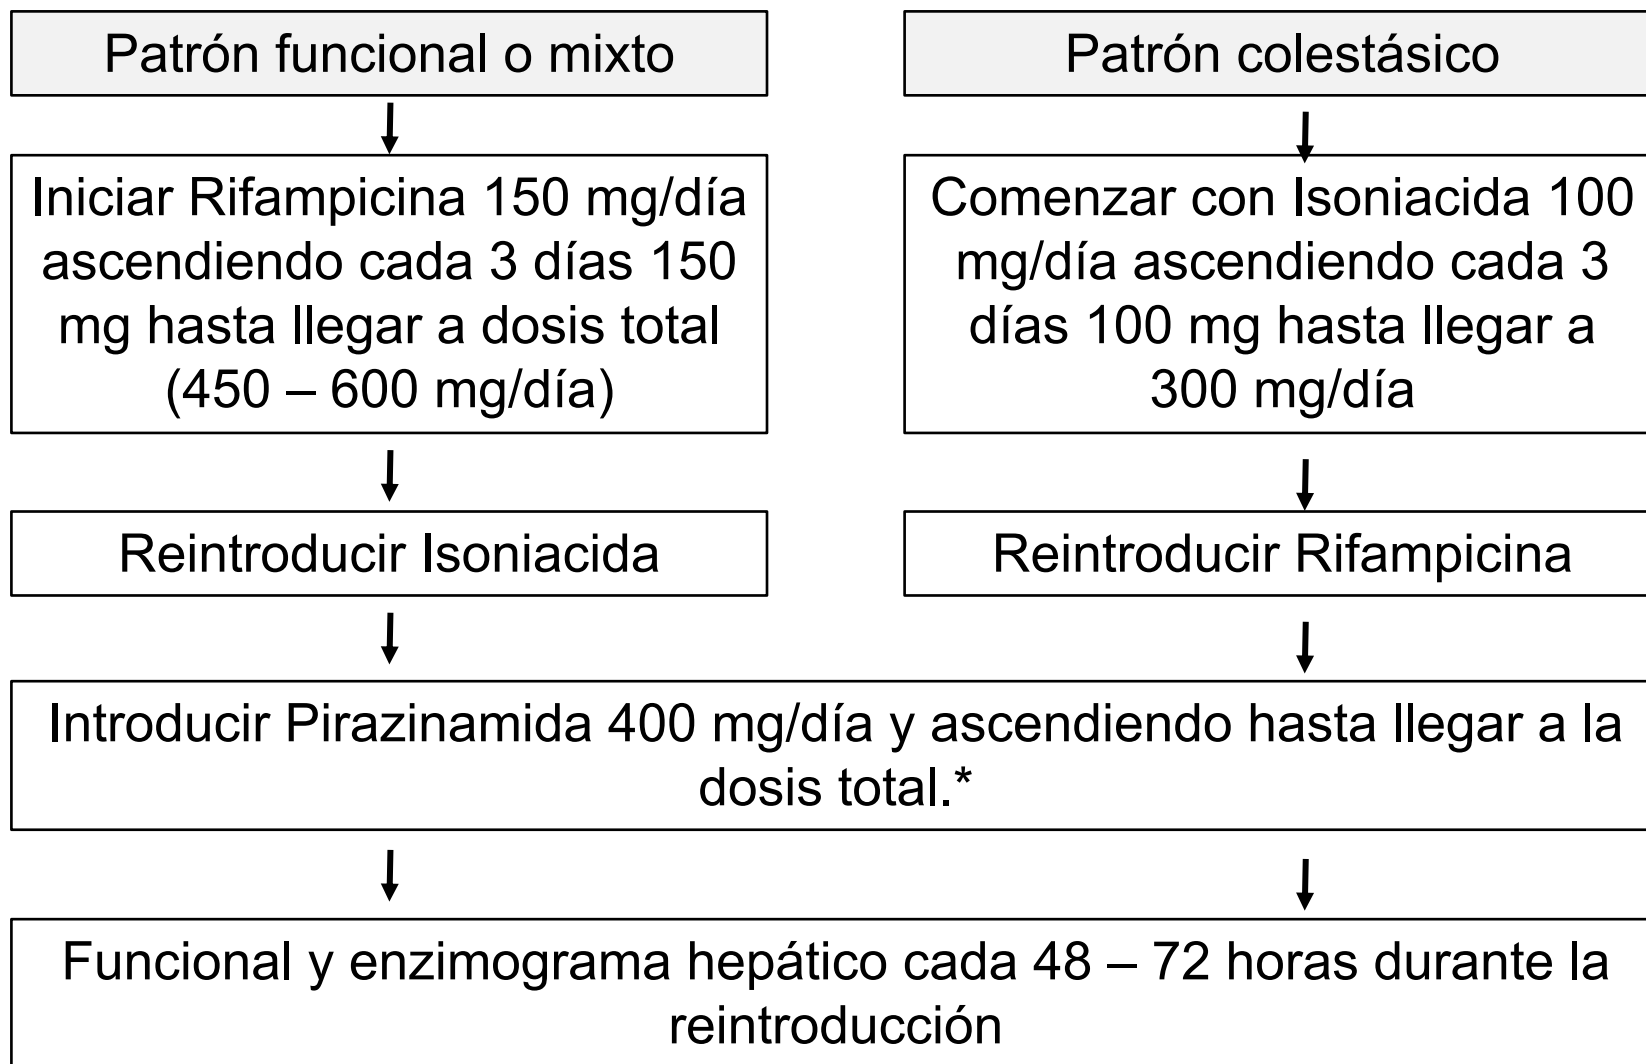 Patrón funcional o mixto
Patrón colestásico
Iniciar Rifampicina 150 mg/día
ascendiendo cada 3 días 150
mg hasta llegar a dosis total
(450 – 600 mg/día)
Comenzar con Isoniacida 100
mg/día ascendiendo cada 3
días 100 mg hasta llegar a
300 mg/día
Reintroducir Isoniacida
Reintroducir Rifampicina
Introducir Pirazinamida 400 mg/día y ascendiendo hasta llegar a la
dosis total.*
Funcional y enzimograma hepático cada 48 – 72 horas durante la
reintroducción